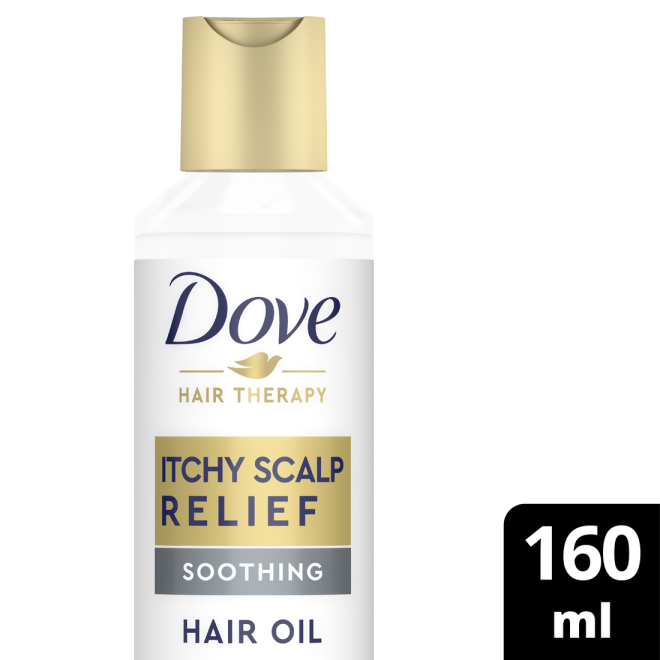 Dove
HAIR THERAPY
ITCHY SCALP
RELIEF
SOOTHING
HAIR OIL
160
ml